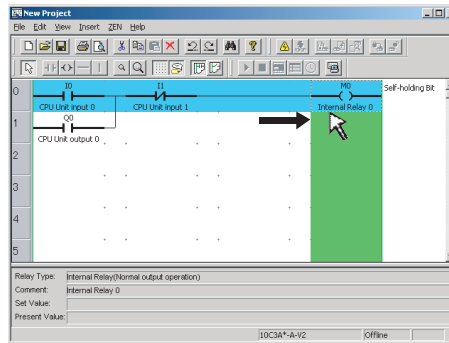 New Project
File Edit View Insert ZEN Help
0 I0 I1 M0 Self-holding Bit
CPU Unit input 0 CPU Unit input 1 Internal Relay 0
1 Q0
CPU Unit output 0
2
3
4
5
Relay Type: Internal Relay(Normal output operation)
Comment: Internal Relay 0
Set Value:
Present Value:
10C3A*-A-V2 Offline